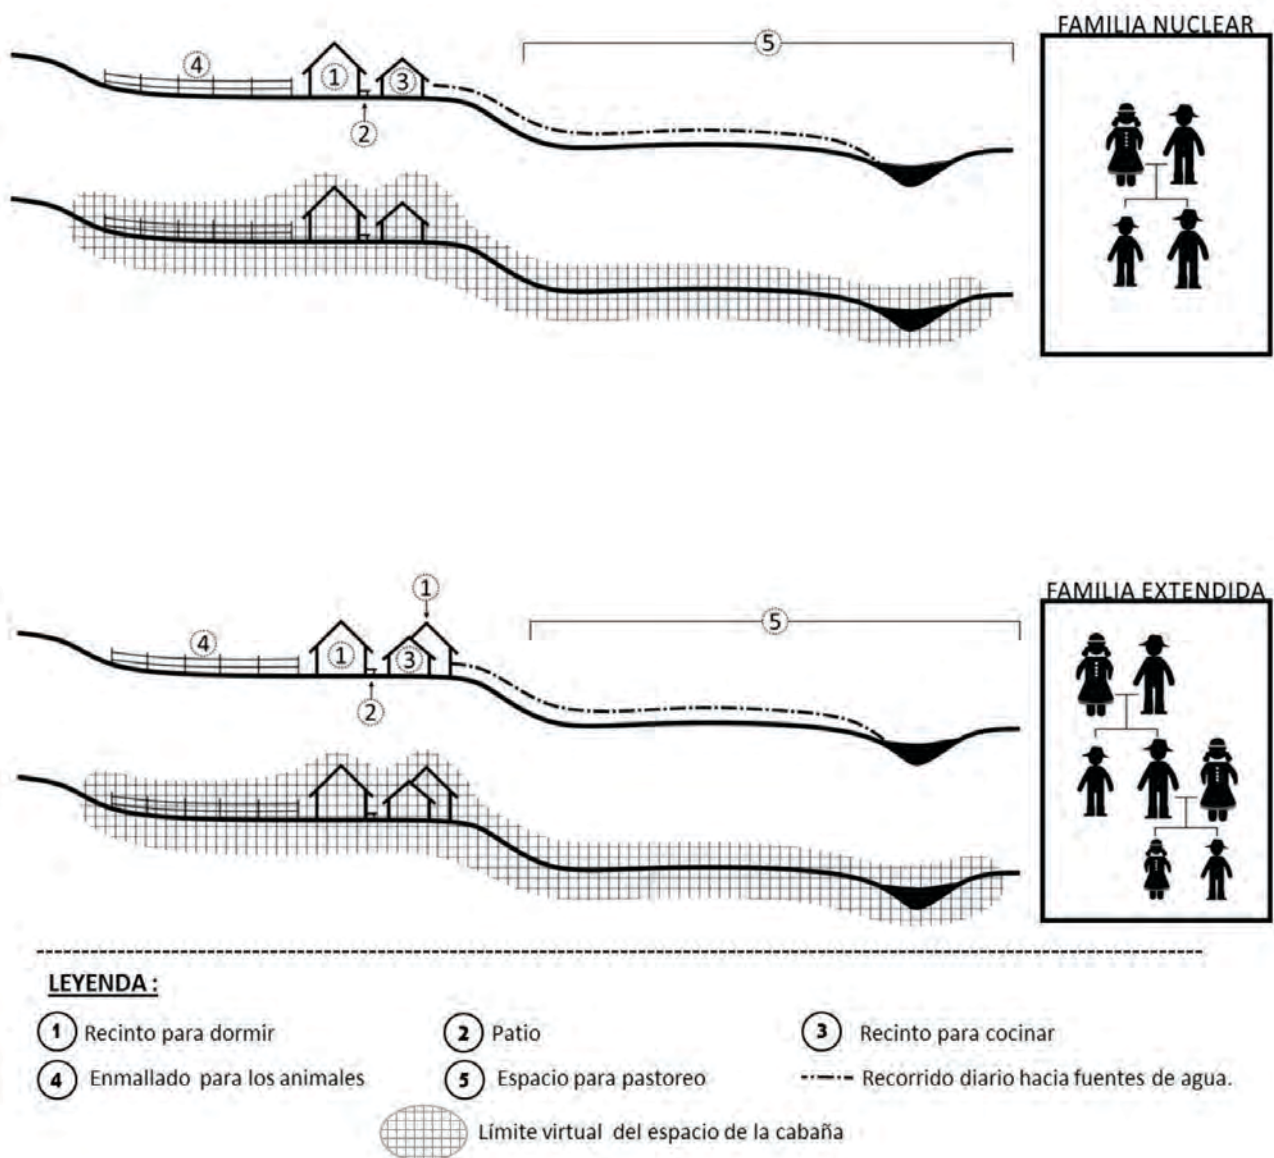 FAMILIA NUCLEAR
5
4
1
3
2
FAMILIA EXTENDIDA
1
5
4
1
3
2
LEYENDA :
1 Recinto para dormir
2 Patio
3 Recinto para cocinar
4 Enmallado para los animales
5 Espacio para pastoreo
Recorrido diario hacia fuentes de agua.
Límite virtual del espacio de la cabaña